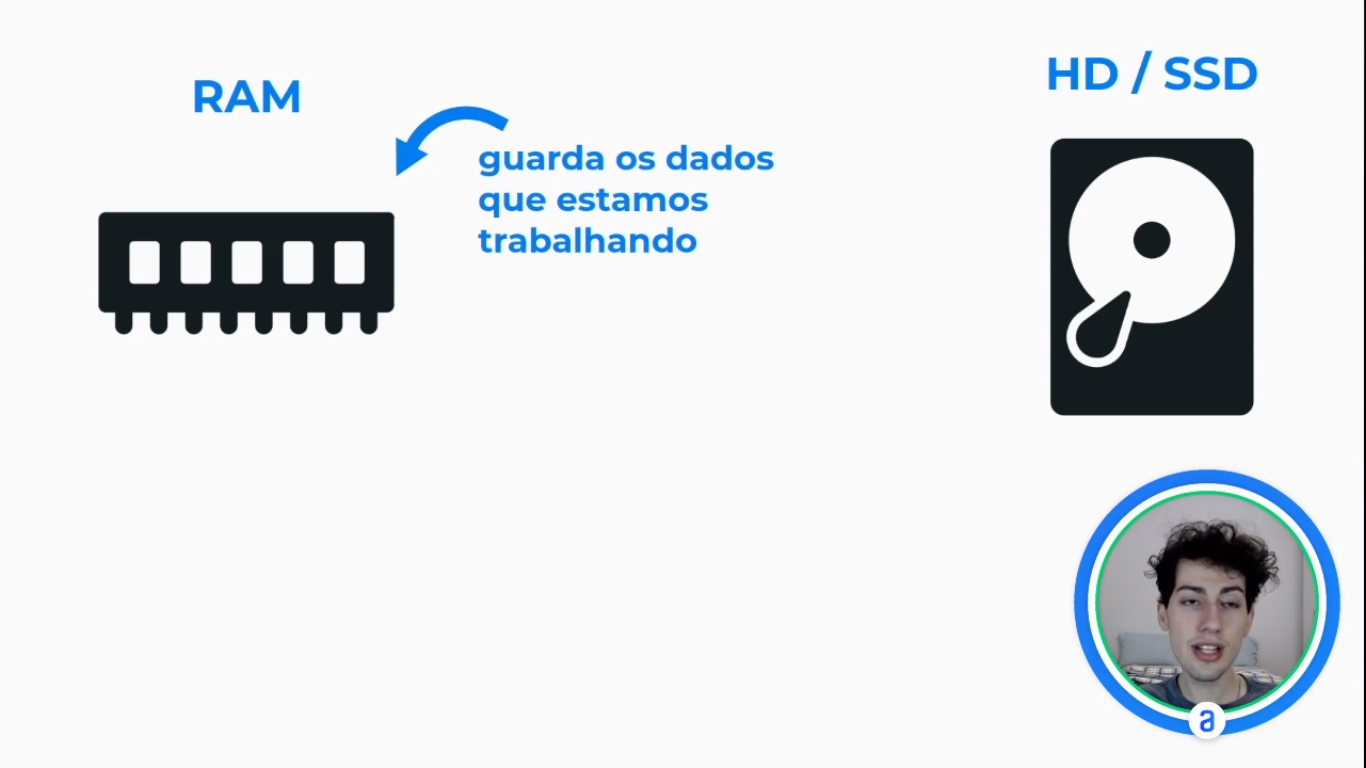 RAM
HD / SSD
guarda os dados
que estamos
trabalhando
a